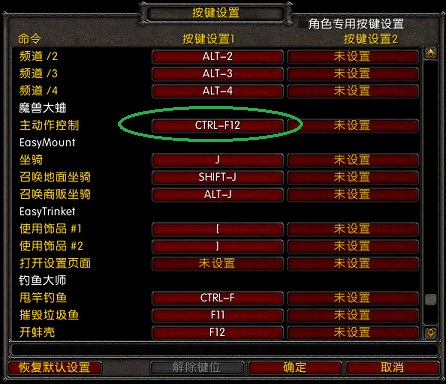 按键设置
角色专用按键设置
命令 按键设置1 按键设置2
频道 /2 ALT-2 未设置
频道 /3 ALT-3 未设置
频道 /4 ALT-4 未设置
魔兽大蛐
主动作控制 CTRL-F12 未设置
EasyMount
坐骑 J 未设置
召唤地面坐骑 SHIFT-J 未设置
召唤商贩坐骑 ALT-J 未设置
EasyTrinket
使用饰品 #1 [ 未设置
使用饰品 #2 ] 未设置
打开设置页面 未设置 未设置
钓鱼大师
甩竿钓鱼 CTRL-F 未设置
摧毁垃圾鱼 F11 未设置
开蚌壳 F12 未设置
恢复默认设置 解除键位 确定 取消